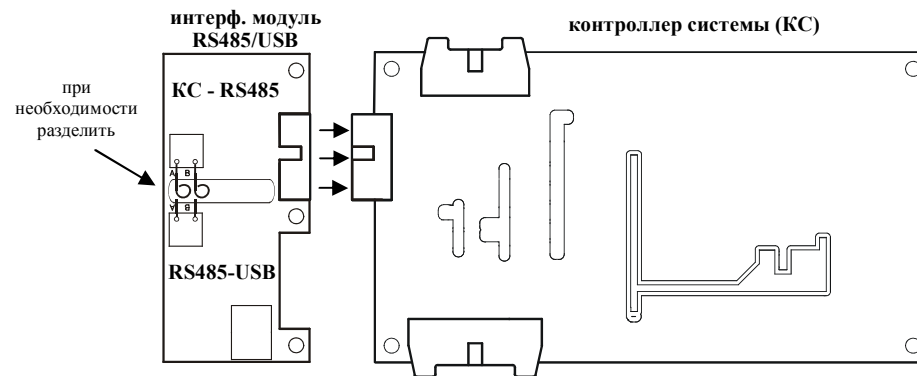 интерф. модуль
RS485/USB
контроллер системы (КС)
при
необходимости
разделить
КС - RS485
A B
A B
RS485-USB